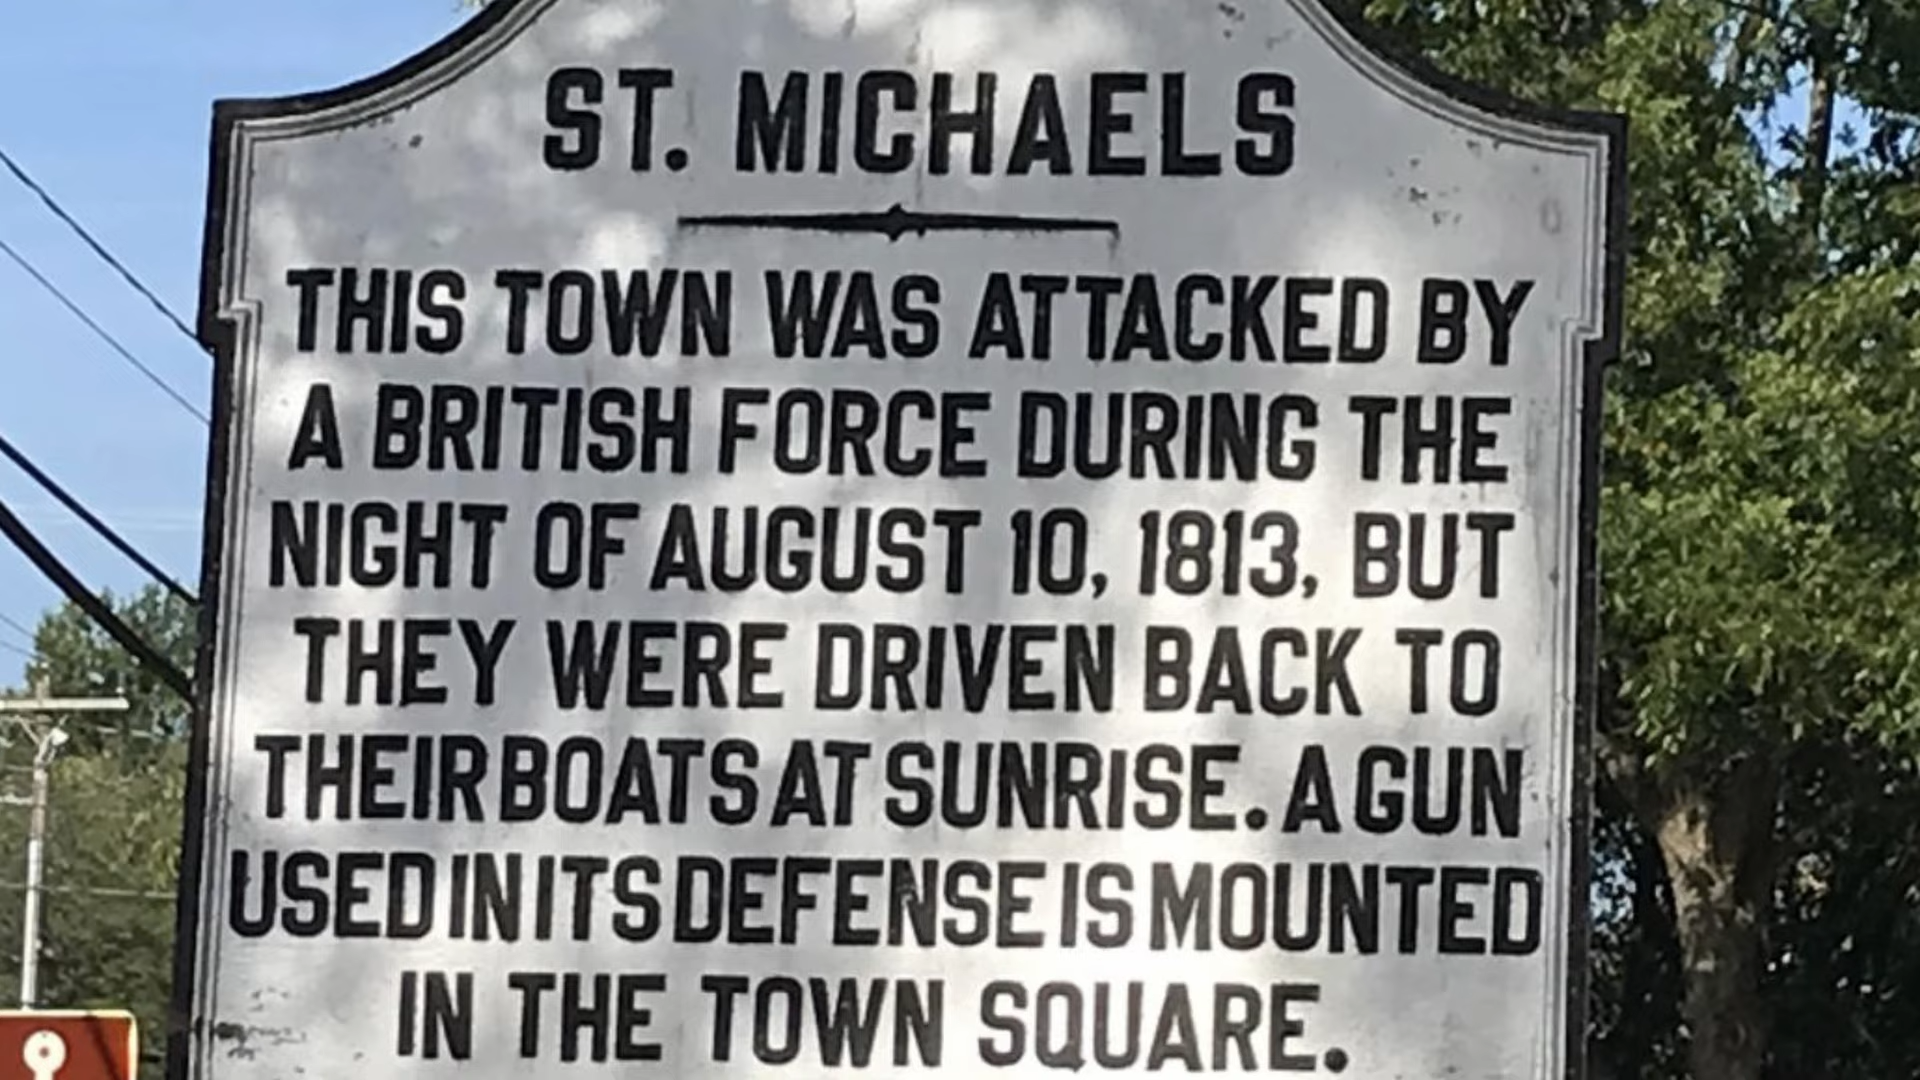 ST. MICHAELS
THIS TOWN WAS ATTACKED BY
A BRITISH FORCE DURING THE
NIGHT OF AUGUST 10, 1813, BUT
THEY WERE DRIVEN BACK TO
THEIR BOATS AT SUNRISE. A GUN
USED IN ITS DEFENSE IS MOUNTED
IN THE TOWN SQUARE.